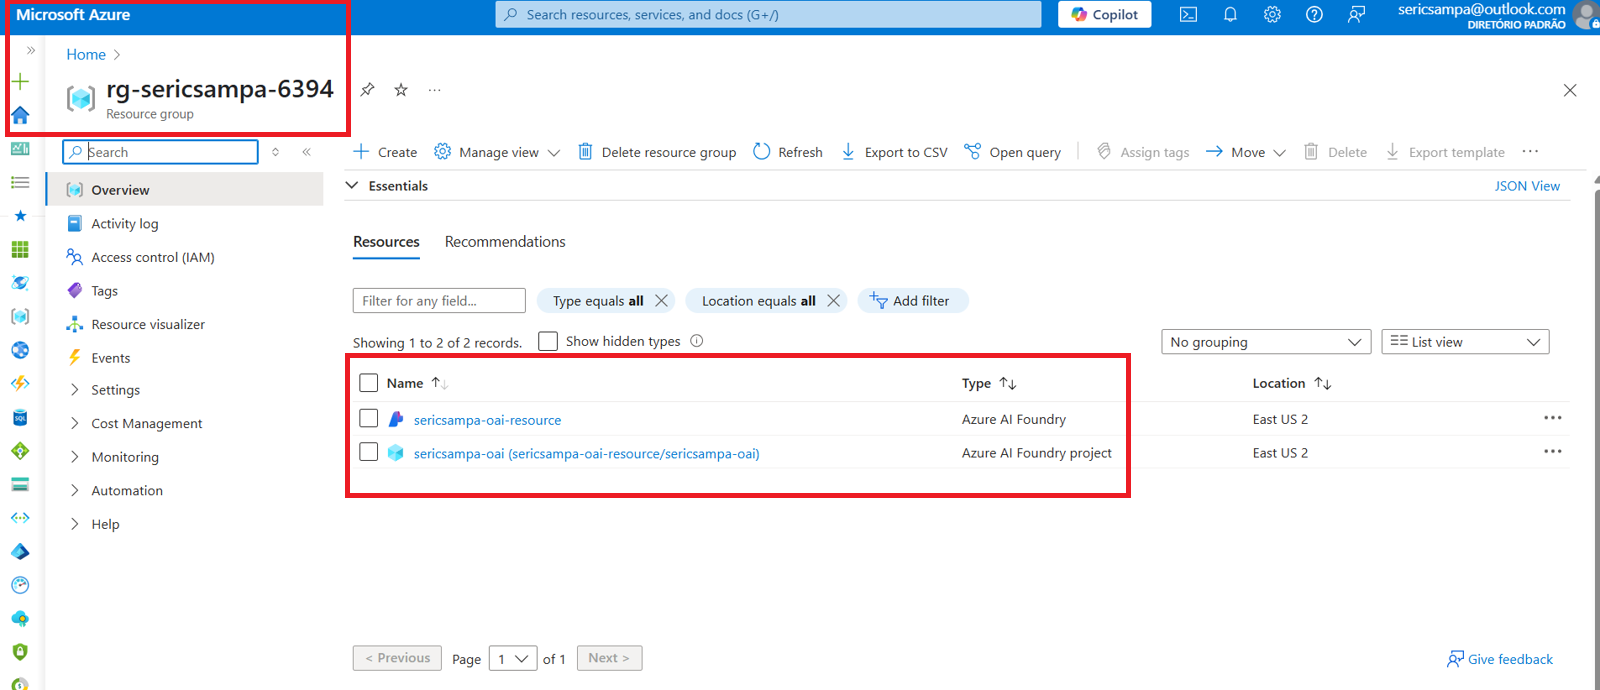 Microsoft Azure
Search resources, services, and docs (G+/)
Copilot
sericsampa@outlook.com
DIRETÓRIO PADRÃO
Home
rg-sericsampa-6394
Resource group
Search
Create
Manage view
Delete resource group
Refresh
Export to CSV
Open query
Assign tags
Move
Delete
Export template
Overview
Activity log
Access control (IAM)
Tags
Resource visualizer
Events
Settings
Cost Management
Monitoring
Automation
Help
Essentials
JSON View
Resources
Recommendations
Filter for any field...
Type equals all
Location equals all
Add filter
Showing 1 to 2 of 2 records.
Show hidden types
No grouping
List view
Name
Type
Location
sericsampa-oai-resource
Azure AI Foundry
East US 2
sericsampa-oai (sericsampa-oai-resource/sericsampa-oai)
Azure AI Foundry project
East US 2
< Previous
Page
1
of 1
Next >
Give feedback
SQL